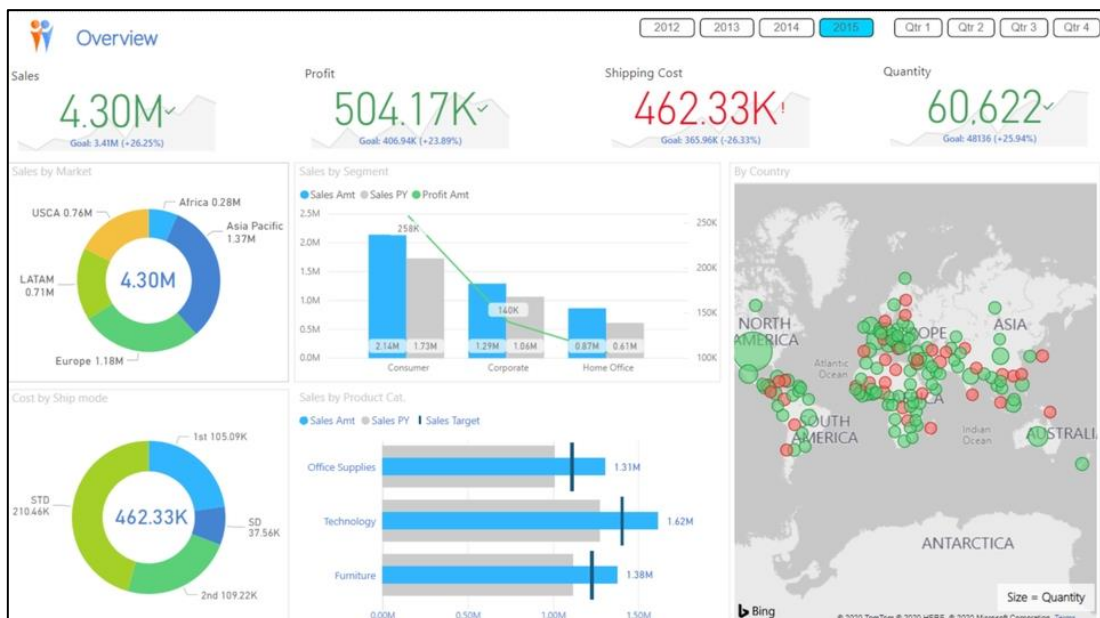 Overview
2012 2013 2014 2015 Qtr 1 Qtr 2 Qtr 3 Qtr 4
Sales
4.30M
Goal: 3.41M (+26.25%)
Profit
504.17K
Goal: 406.94K (+23.89%)
Shipping Cost
462.33K!
Goal: 365.96K (-26.33%)
Quantity
60,622
Goal: 48136 (+25.94%)
Sales by Market
USCA 0.76M
Africa 0.28M
Asia Pacific
1.37M
LATAM
0.71M
4.30M
Europe 1.18M
Sales by Segment
Sales Amt Sales PY Profit Amt
2.5M
2.0M
1.5M
1.0M
0.5M
0.0M
258K
140K
250K
200K
150K
100K
2.14M 1.73M 1.29M 1.06M 0.87M 0.61M
Consumer Corporate Home Office
By Country
NORTH
AMERICA
ASIA
Atlantic
Ocean
SOUTH
AMERICA
Indian
Ocean
ANTARCTICA
Size = Quantity
Bing
Cost by Ship mode
1st 105.09K
STD
210.46K
462.33K
SD
37.56K
2nd 109.22K
Sales by Product Cat.
Sales Amt Sales PY Sales Target
Office Supplies 1.31M
Technology 1.62M
Furniture 1.38M
0.00M 0.50M 1.00M 1.50M